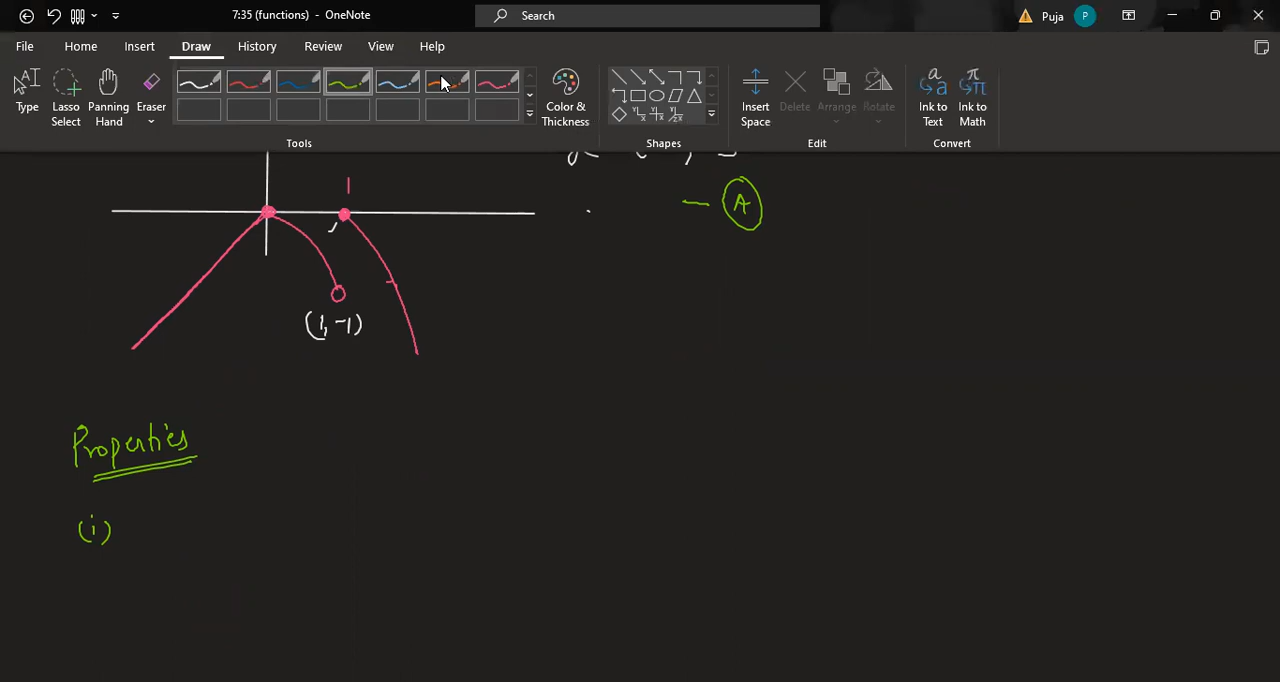 7:35 (functions) - OneNote
Search
Puja
P
File Home Insert Draw History Review View Help
Type
Lasso Select
Panning Hand
Eraser
Color & Thickness
Insert Space
Delete
Arrange
Rotate
Ink to Text
Ink to Math
Tools
Shapes
Edit
Convert
1
– A
(1, -1)
Properties
(i)